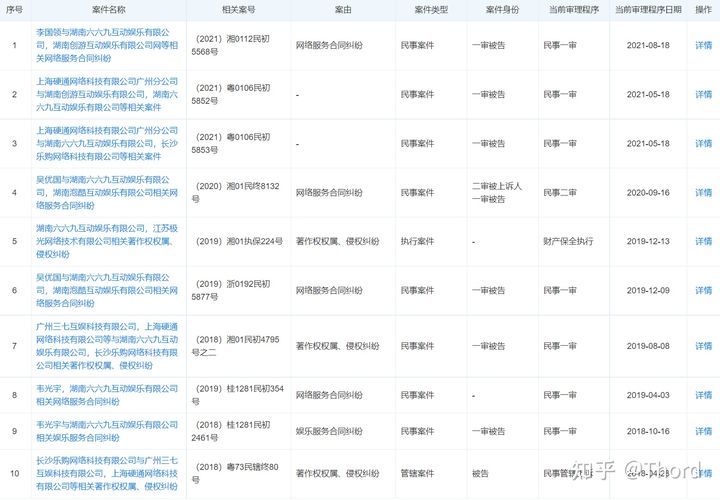 序号 案件名称 相关案号 案由 案件类型 案件身份 当前审理程序 当前审理程序日期 操作
1 李国领与湖南六六九互动娱乐有限公司，湖南创游互动娱乐有限公司网等相关网络服务合同纠纷 （2021）湘0112民初5568号 网络服务合同纠纷 民事案件 一审被告 民事一审 2021-08-18 详情
2 上海硬通网络科技有限公司广州分公司与湖南创游互动娱乐有限公司，湖南六六九互动娱乐有限公司等相关案件 （2021）粤0106民初5852号 - 民事案件 一审被告 民事一审 2021-05-18 详情
3 上海硬通网络科技有限公司广州分公司与湖南六六九互动娱乐有限公司，长沙乐购网络科技有限公司等相关案件 （2021）粤0106民初5853号 - 民事案件 一审被告 民事一审 2021-05-18 详情
4 吴优国与湖南六六九互动娱乐有限公司，湖南泡酷互动娱乐有限公司相关网络服务合同纠纷 （2020）湘01民终8132号 网络服务合同纠纷 民事案件 二审被上诉人 一审被告 民事二审 2020-09-16 详情
5 湖南六六九互动娱乐有限公司，江苏极光网络技术有限公司相关著作权权属、侵权纠纷 （2019）湘01执保224号 著作权权属、侵权纠纷 执行案件 - 财产保全执行 2019-12-13 详情
6 吴优国与湖南六六九互动娱乐有限公司，湖南泡酷互动娱乐有限公司相关网络服务合同纠纷 （2019）浙0192民初5877号 网络服务合同纠纷 民事案件 一审被告 民事一审 2019-12-09 详情
7 广州三七互娱科技有限公司，上海硬通网络科技有限公司等与湖南六六九互动娱乐有限公司，长沙乐购网络科技有限公司相关著作权权属、侵权纠纷 （2018）湘01民初4795号之二 著作权权属、侵权纠纷 民事案件 一审被告 民事一审 2019-08-08 详情
8 韦光宇，湖南六六九互动娱乐有限公司相关网络服务合同纠纷 （2019）桂1281民初354号 网络服务合同纠纷 民事案件 - 民事一审 2019-04-03 详情
9 韦光宇与湖南六六九互动娱乐有限公司相关娱乐服务合同纠纷 （2018）桂1281民初2461号 娱乐服务合同纠纷 民事案件 一审被告 民事一审 2018-10-16 详情
10 长沙乐购网络科技有限公司与广州三七互娱科技有限公司，上海硬通网络科技有限公司等相关著作权权属、侵权纠纷 （2018）粤73民辖终80号 著作权权属、侵权纠纷 管辖案件 被告 民事管辖 2018-04-28 详情
知乎 @Thord